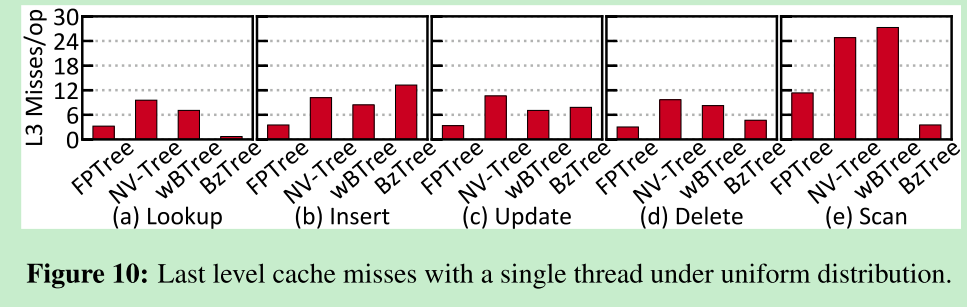 L3 Misses/op
30
24
18
12
6
0
FPTree NV-Tree wBTree BzTree
FPTree NV-Tree wBTree BzTree
FPTree NV-Tree wBTree BzTree
FPTree NV-Tree wBTree BzTree
FPTree NV-Tree wBTree BzTree
(a) Lookup (b) Insert (c) Update (d) Delete (e) Scan
Figure 10: Last level cache misses with a single thread under uniform distribution.